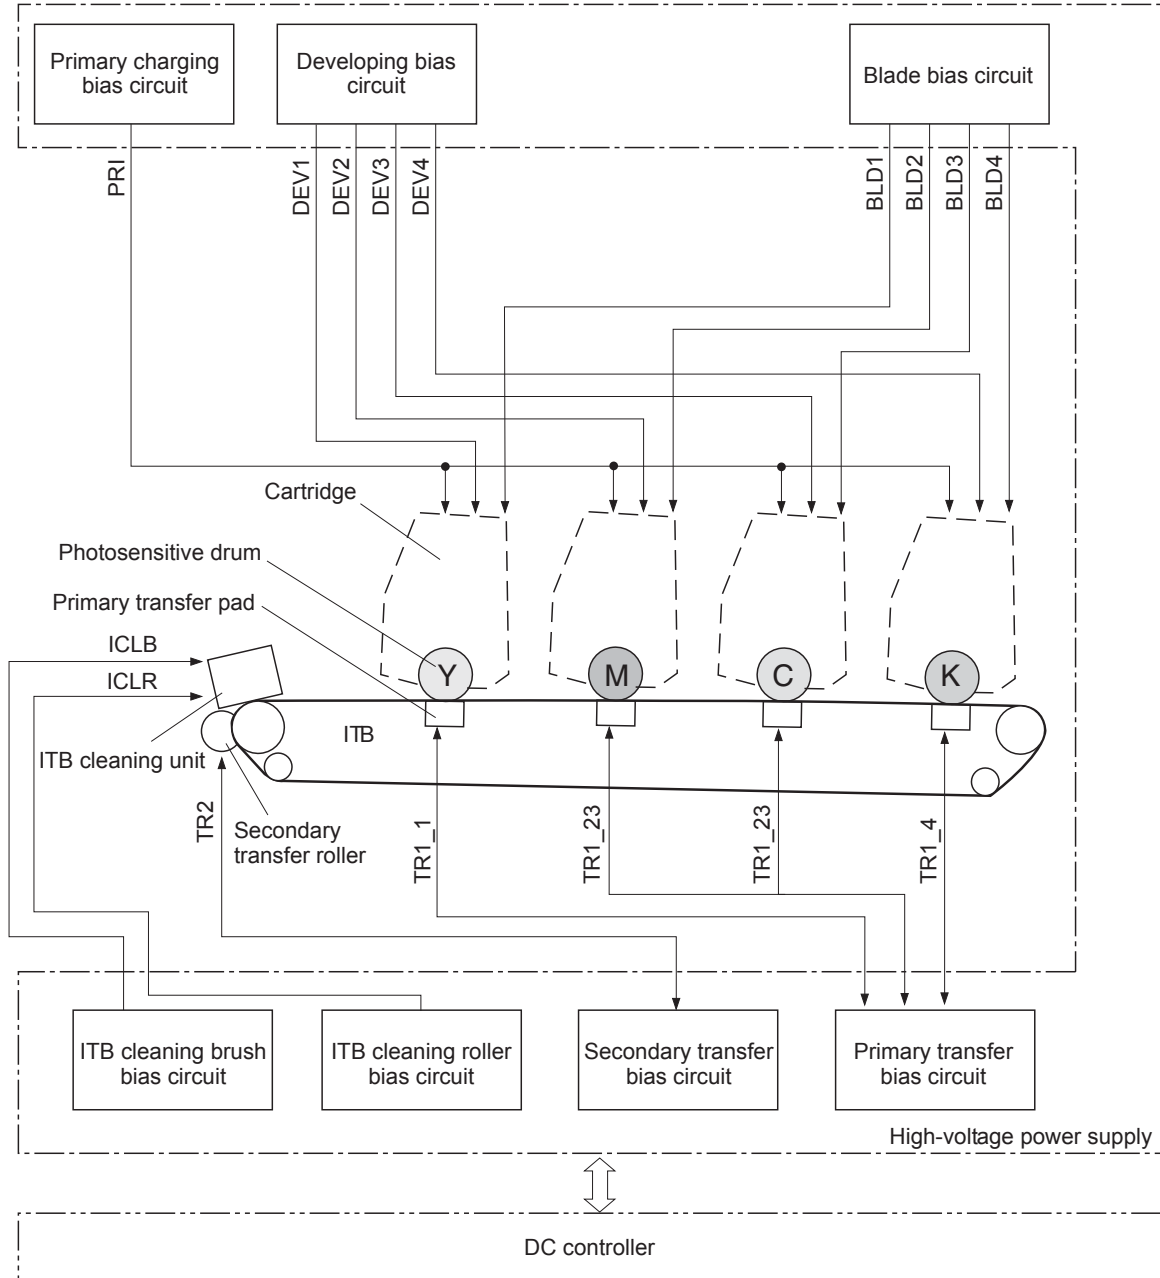 Primary charging
bias circuit
Developing bias
circuit
Blade bias circuit
PRI
DEV1
DEV2
DEV3
DEV4
BLD1
BLD2
BLD3
BLD4
Cartridge
Photosensitive drum
Primary transfer pad
ICLB
ICLR
Y
M
C
K
ITB
ITB cleaning unit
TR2
Secondary
transfer roller
TR1_1
TR1_23
TR1_23
TR1_4
ITB cleaning brush
bias circuit
ITB cleaning roller
bias circuit
Secondary transfer
bias circuit
Primary transfer
bias circuit
High-voltage power supply
DC controller